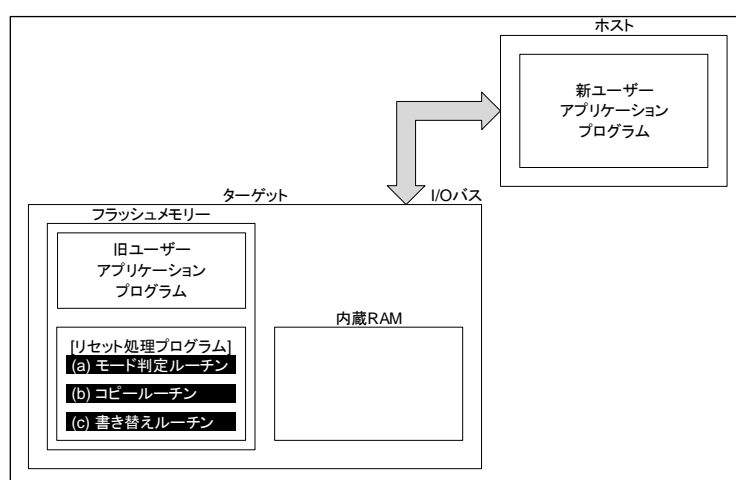 ホスト
新ユーザー
アプリケーション
プログラム
ターゲット
I/Oバス
フラッシュメモリー
旧ユーザー
アプリケーション
プログラム
内蔵RAM
[リセット処理プログラム]
(a) モード判定ルーチン
(b) コピールーチン
(c) 書き替えルーチン